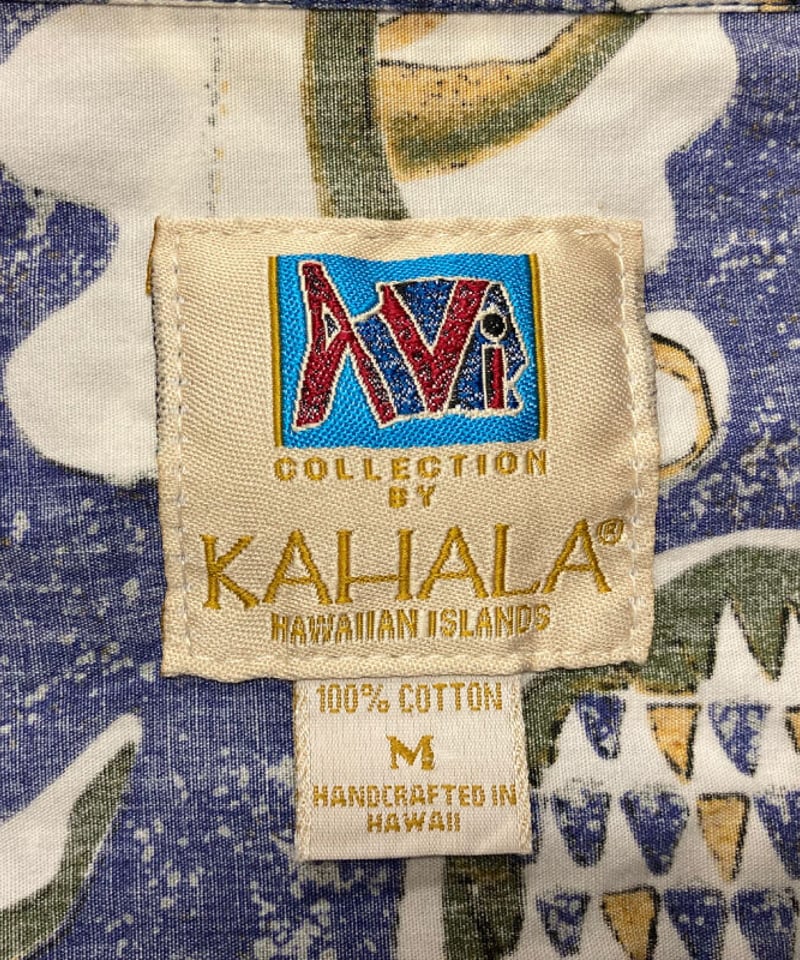 AVi
COLLECTION
BY
KAHALA®
HAWAIIAN ISLANDS
100% COTTON
M
HANDCRAFTED IN
HAWAII